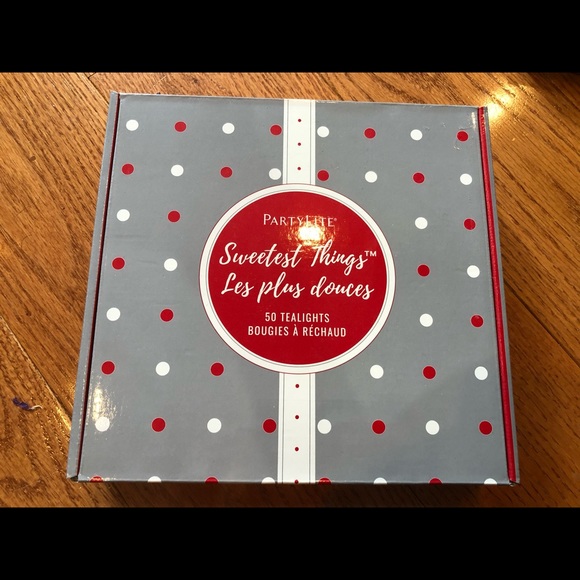 PARTYLITE®
Sweetest Things™
Les plus douces
50 TEALIGHTS
BOUGIES À RÉCHAUD